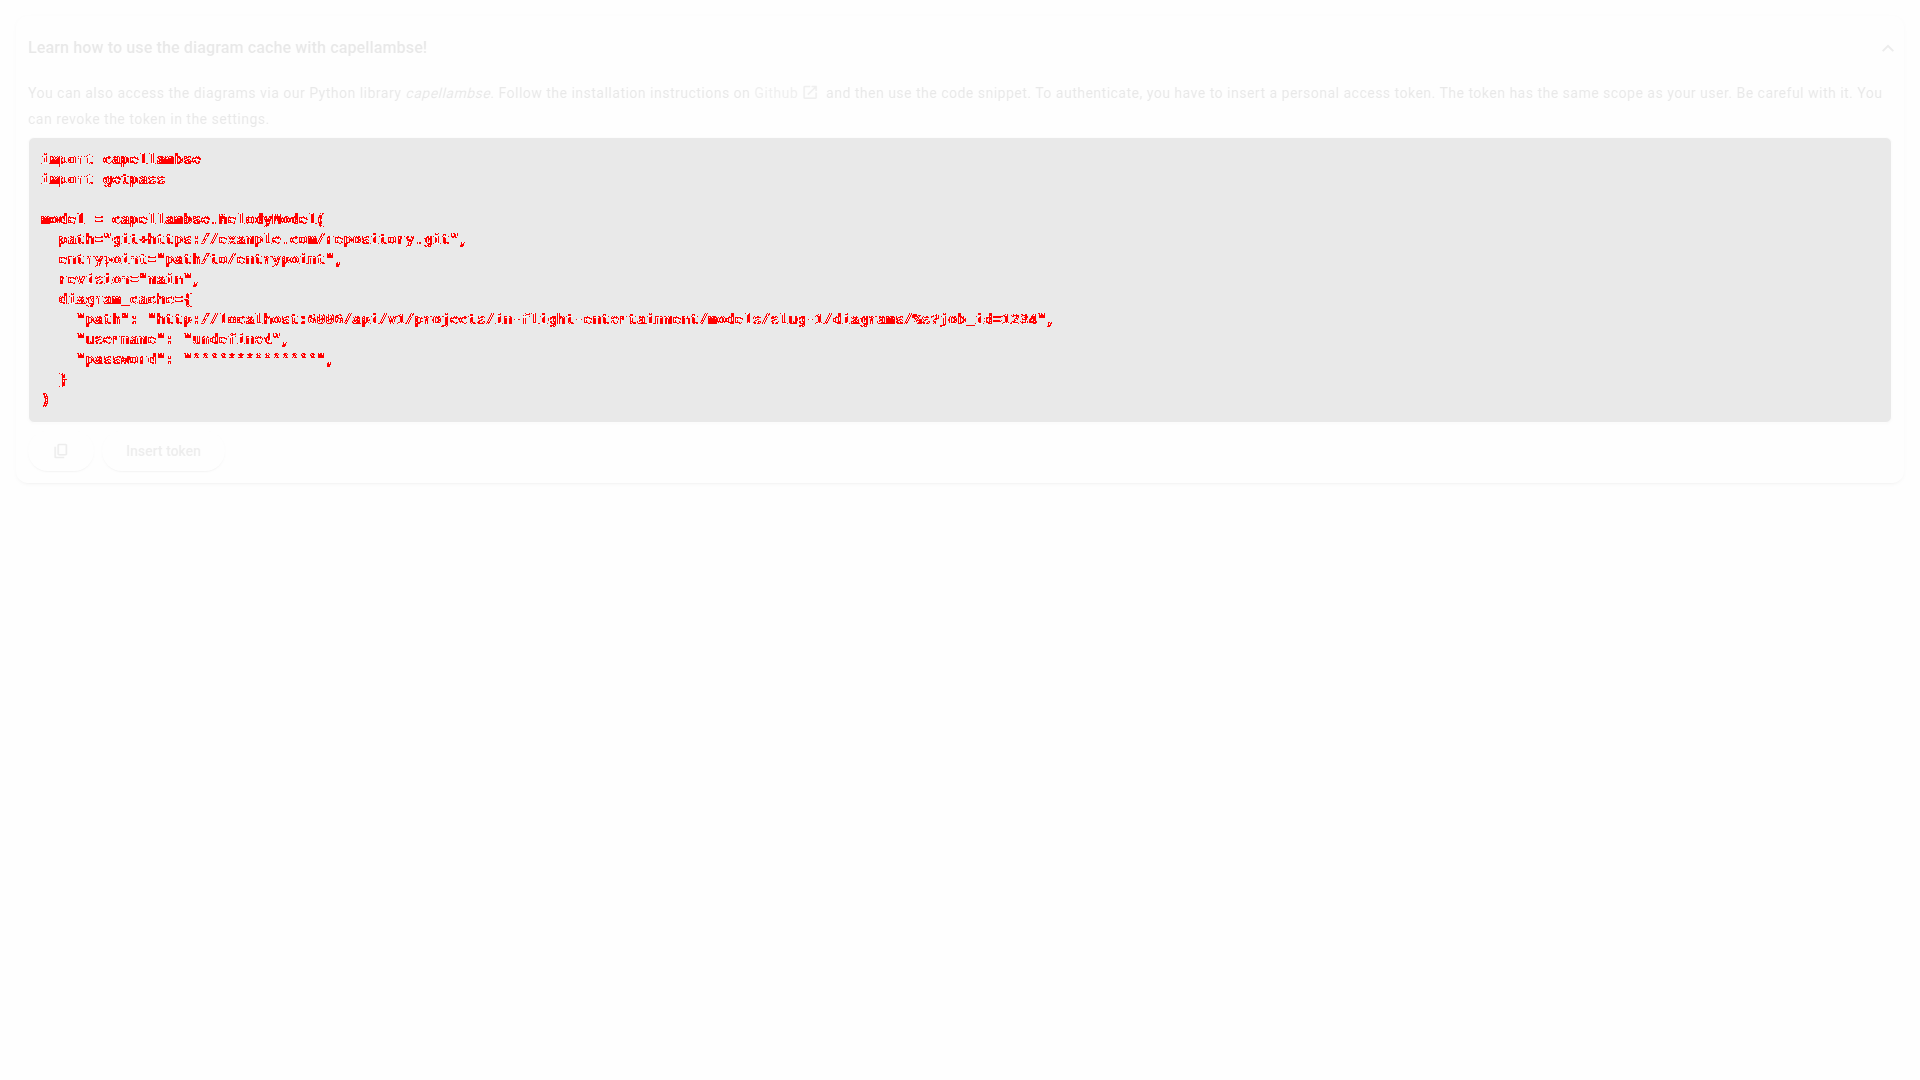 Learn how to use the diagram cache with capellambse!
You can also access the diagrams via our Python library capellambse. Follow the installation instructions on Github and then use the code snippet. To authenticate, you have to insert a personal access token. The token has the same scope as your user. Be careful with it. You
can revoke the token in the settings.
import capellambse
import getpass
model = capellambse.MelodyModel(
path="git+https://example.com/repository.git",
entrypoint="path/to/entrypoint",
revision="main",
diagram_cache={
"path": "http://localhost:6006/api/v1/projects/in-flight-entertainment/models/slug-1/diagrams/%s?job_id=1234",
"username": "undefined",
"password": "***************",
}
)
Insert token